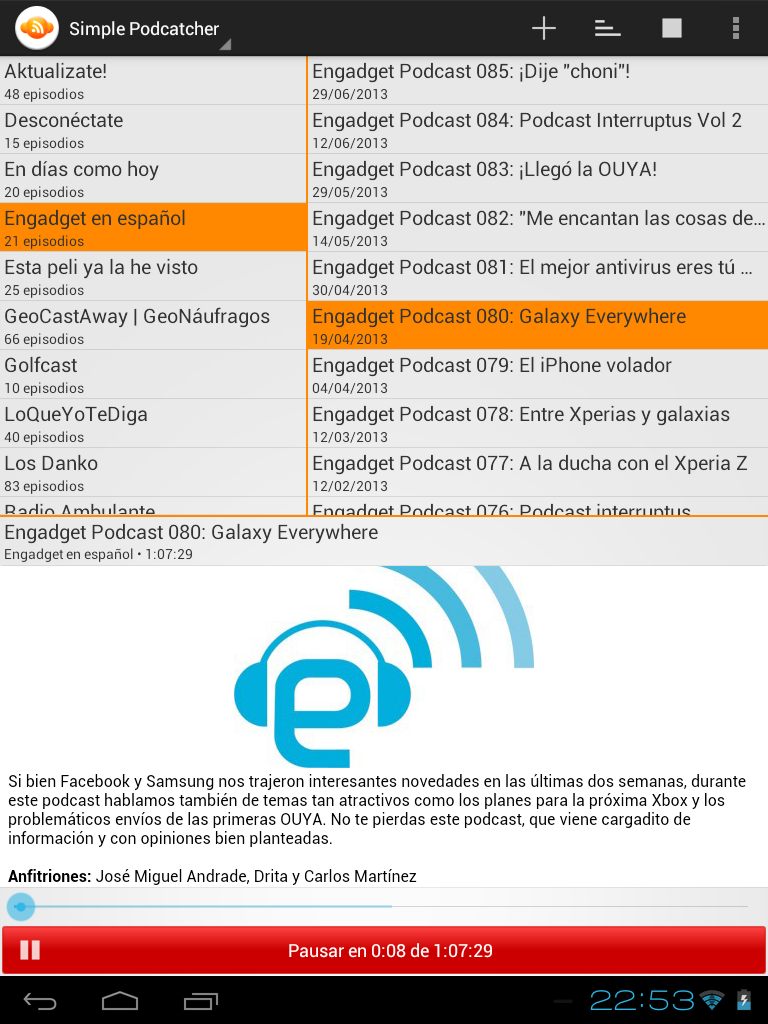 Simple Podcatcher
Aktualizate!
48 episodios
Desconéctate
15 episodios
En días como hoy
20 episodios
Engadget en español
21 episodios
Esta peli ya la he visto
25 episodios
GeoCastAway | GeoNáufragos
66 episodios
Golfcast
10 episodios
LoQueYoTeDiga
40 episodios
Los Danko
83 episodios
Radio Ambulante
Engadget Podcast 085: ¡Dije "choni"!
29/06/2013
Engadget Podcast 084: Podcast Interruptus Vol 2
12/06/2013
Engadget Podcast 083: ¡Llegó la OUYA!
29/05/2013
Engadget Podcast 082: "Me encantan las cosas de...
14/05/2013
Engadget Podcast 081: El mejor antivirus eres tú ...
30/04/2013
Engadget Podcast 080: Galaxy Everywhere
19/04/2013
Engadget Podcast 079: El iPhone volador
04/04/2013
Engadget Podcast 078: Entre Xperias y galaxias
12/03/2013
Engadget Podcast 077: A la ducha con el Xperia Z
12/02/2013
Engadget Podcast 076: Podcast interruptus
Engadget Podcast 080: Galaxy Everywhere
Engadget en español • 1:07:29
e
Si bien Facebook y Samsung nos trajeron interesantes novedades en las últimas dos semanas, durante
este podcast hablamos también de temas tan atractivos como los planes para la próxima Xbox y los
problemáticos envíos de las primeras OUYA. No te pierdas este podcast, que viene cargadito de
información y con opiniones bien planteadas.
Anfitriones: José Miguel Andrade, Drita y Carlos Martínez
Pausar en 0:08 de 1:07:29
22:53